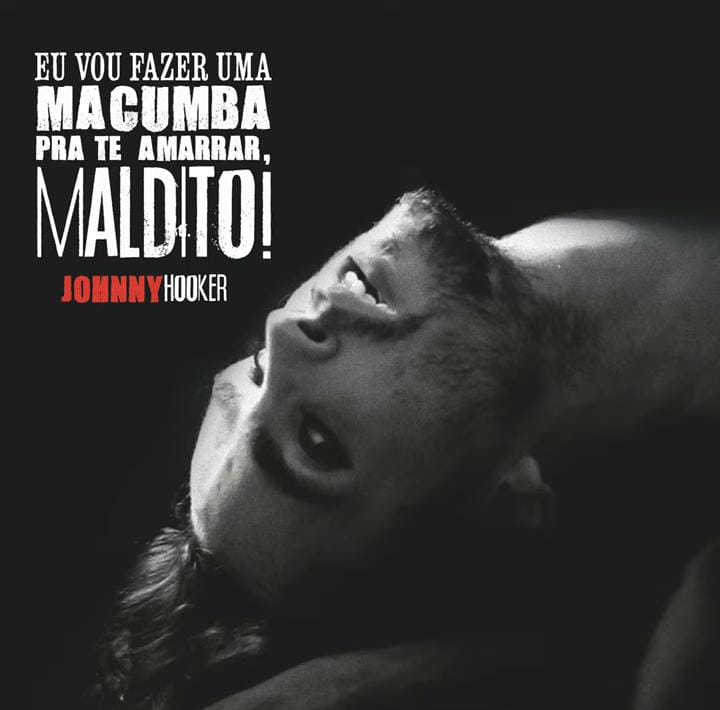 EU VOU FAZER UMA
MACUMBA
PRA TE AMARRAR,
MALDITO!
JOHNNY HOOKER